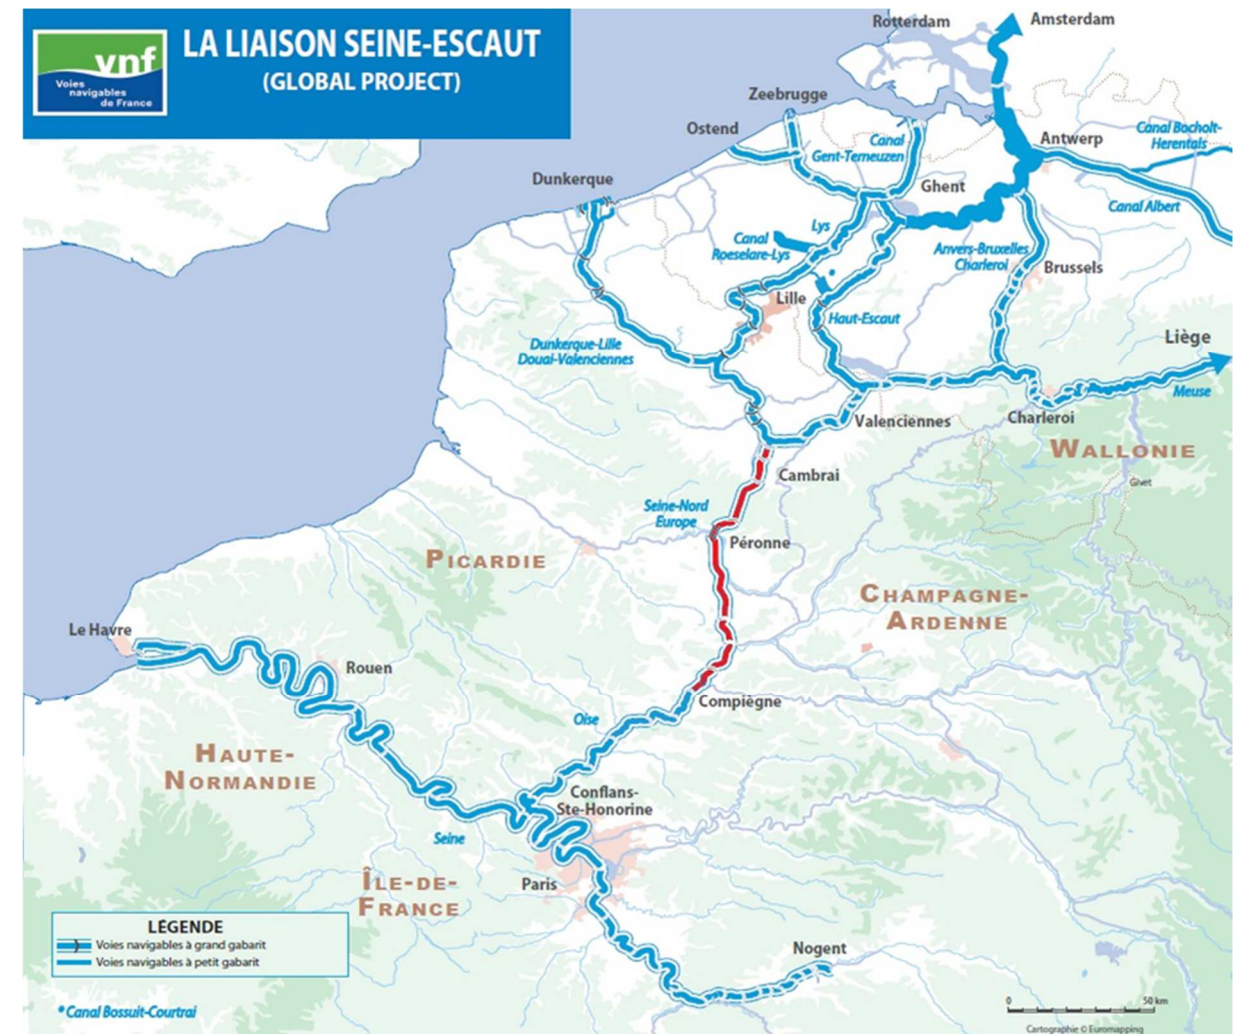 vnf
Voies
navigables
de France
LA LIAISON SEINE-ESCAUT
(GLOBAL PROJECT)
Rotterdam
Amsterdam
Zeebrugge
Ostend
Canal
Gent-Terneuzen
Antwerp
Canal Bocholt-
Herentals
Dunkerque
Ghent
Canal Albert
Lys
Canal
Roeselare-Lys
Anvers-Bruxelles
Charleroi
Brussels
Lille
Haut-Escaut
Dunkerque-Lille
Douai-Valenciennes
Liège
Meuse
Valenciennes
Charleroi
WALLONIE
Cambrai
Givet
Seine-Nord
Europe
Péronne
PICARDIE
CHAMPAGNE-
ARDENNE
Le Havre
Rouen
Compiègne
Oise
HAUTE-
NORMANDIE
Conflans-
Ste-Honorine
Seine
Paris
ÎLE-DE-
FRANCE
Nogent
LÉGENDE
Voies navigables à grand gabarit
Voies navigables à petit gabarit
* Canal Bossuit-Courtrai
0 50 km
Cartographie © Euromapping